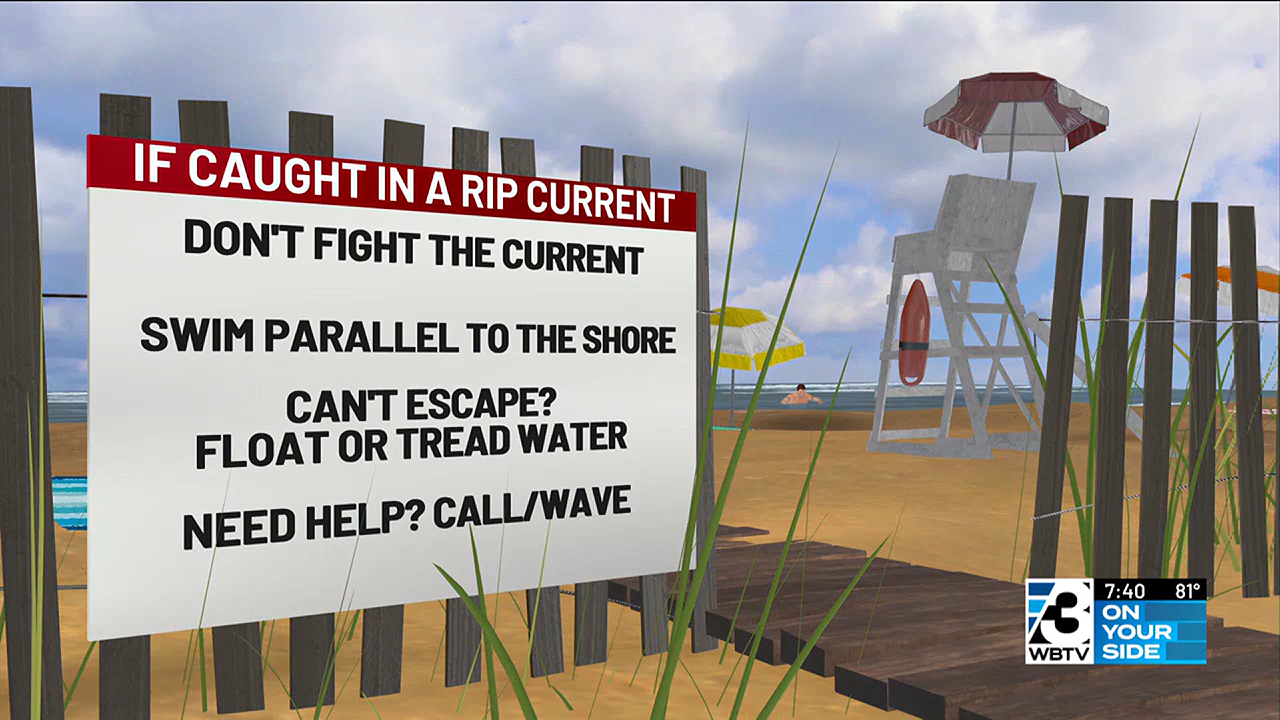 IF CAUGHT IN A RIP CURRENT
DON'T FIGHT THE CURRENT
SWIM PARALLEL TO THE SHORE
CAN'T ESCAPE?
FLOAT OR TREAD WATER
NEED HELP? CALL/WAVE
3
WBTV
7:40 81°
ON
YOUR
SIDE